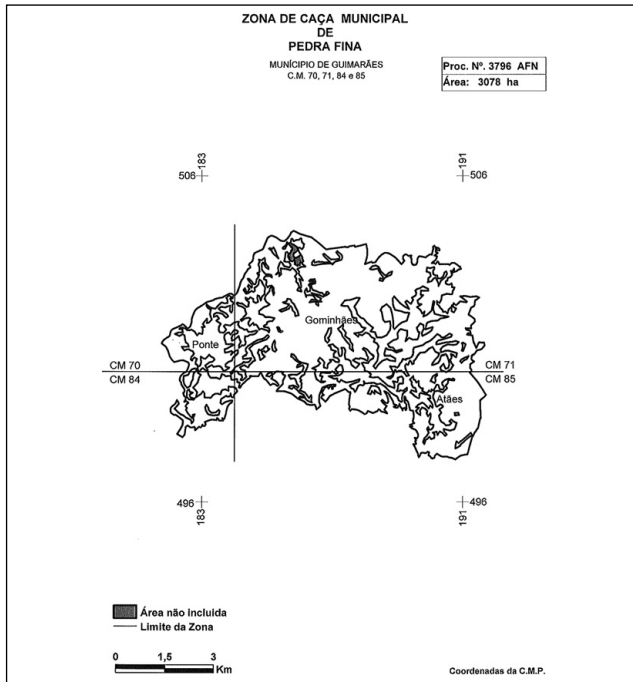 ZONA DE CAÇA MUNICIPAL
DE
PEDRA FINA
MUNÍCIPIO DE GUIMARÃES
C.M. 70, 71, 84 e 85
Proc. Nº. 3796 AFN
Área: 3078 ha
183
506
191
506
Gominhães
Ponte
CM 70
CM 71
CM 84
CM 85
Atães
496
183
496
191
Área não incluida
Limite da Zona
0 1,5 3
Km
Coordenadas da C.M.P.